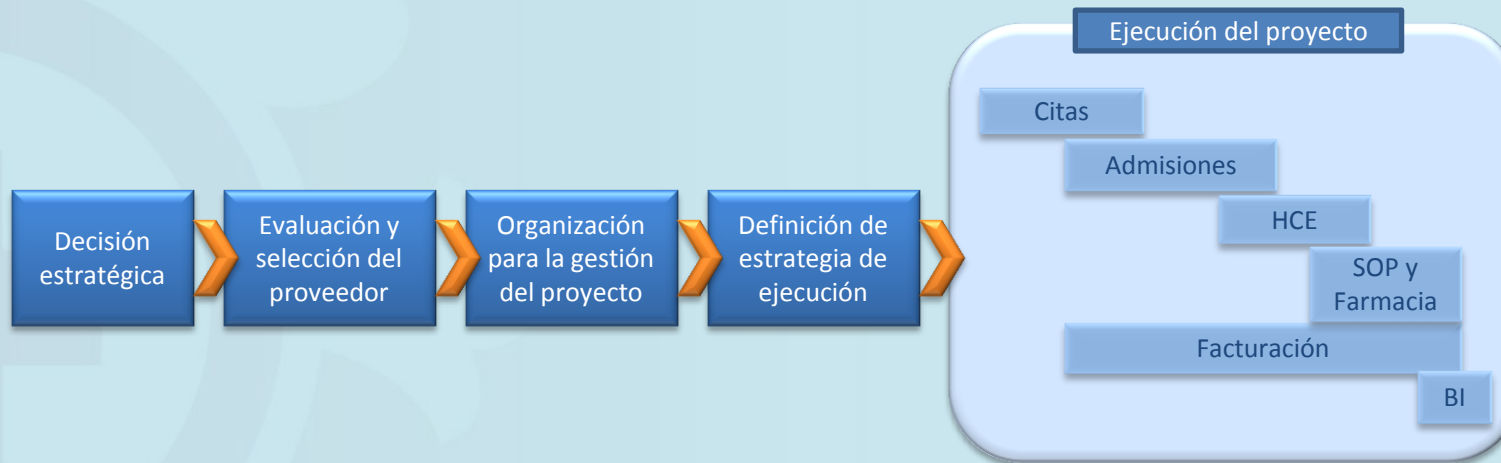 Ejecución del proyecto
Citas
Admisiones
HCE
SOP y
Farmacia
Facturación
BI
Decisión
estratégica
Evaluación y
selección del
proveedor
Organización
para la gestión
del proyecto
Definición de
estrategia de
ejecución